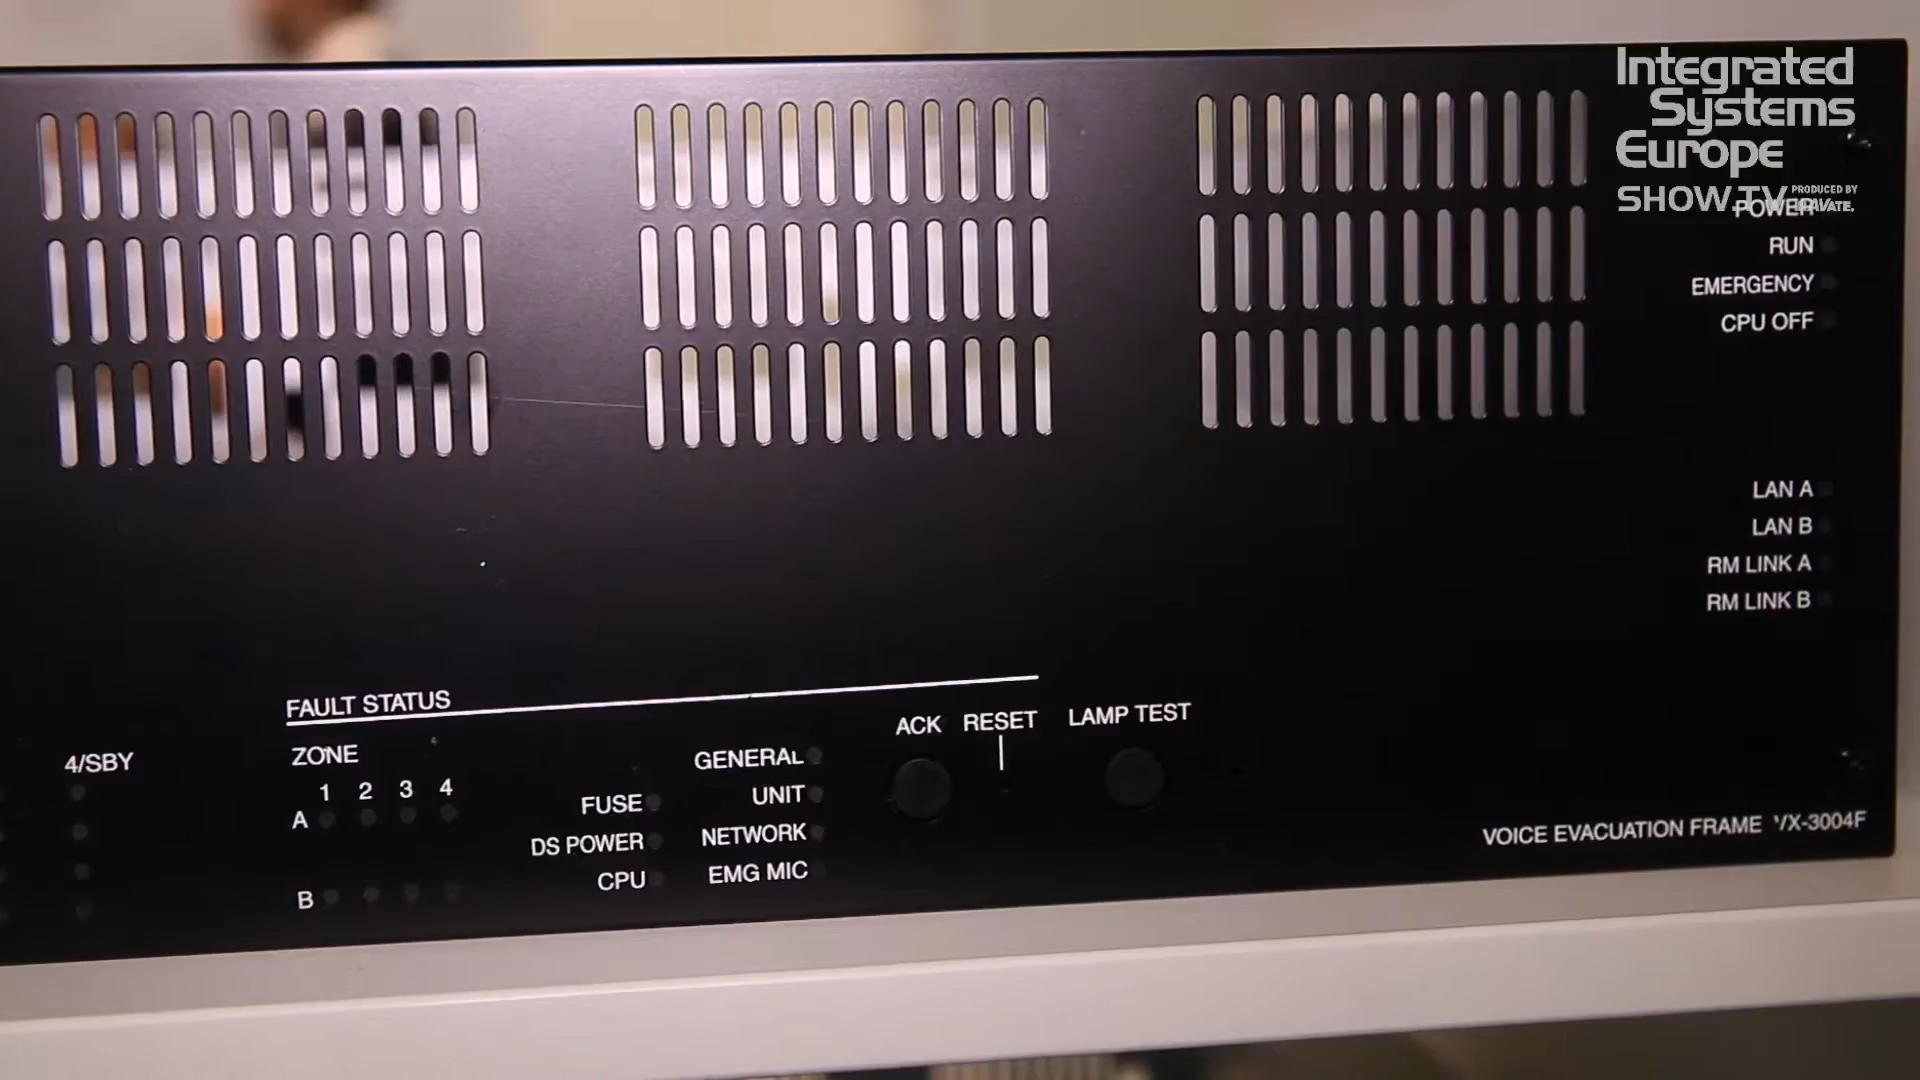 Integrated
Systems
Europe
SHOW.TV PRODUCED BY
POWER
RUN
EMERGENCY
CPU OFF
LAN A
LAN B
RM LINK A
RM LINK B
FAULT STATUS
4/SBY
ZONE
1 2 3 4
A
B
FUSE
DS POWER
CPU
GENERAL
UNIT
NETWORK
EMG MIC
ACK
RESET
LAMP TEST
VOICE EVACUATION FRAME VX-3004F